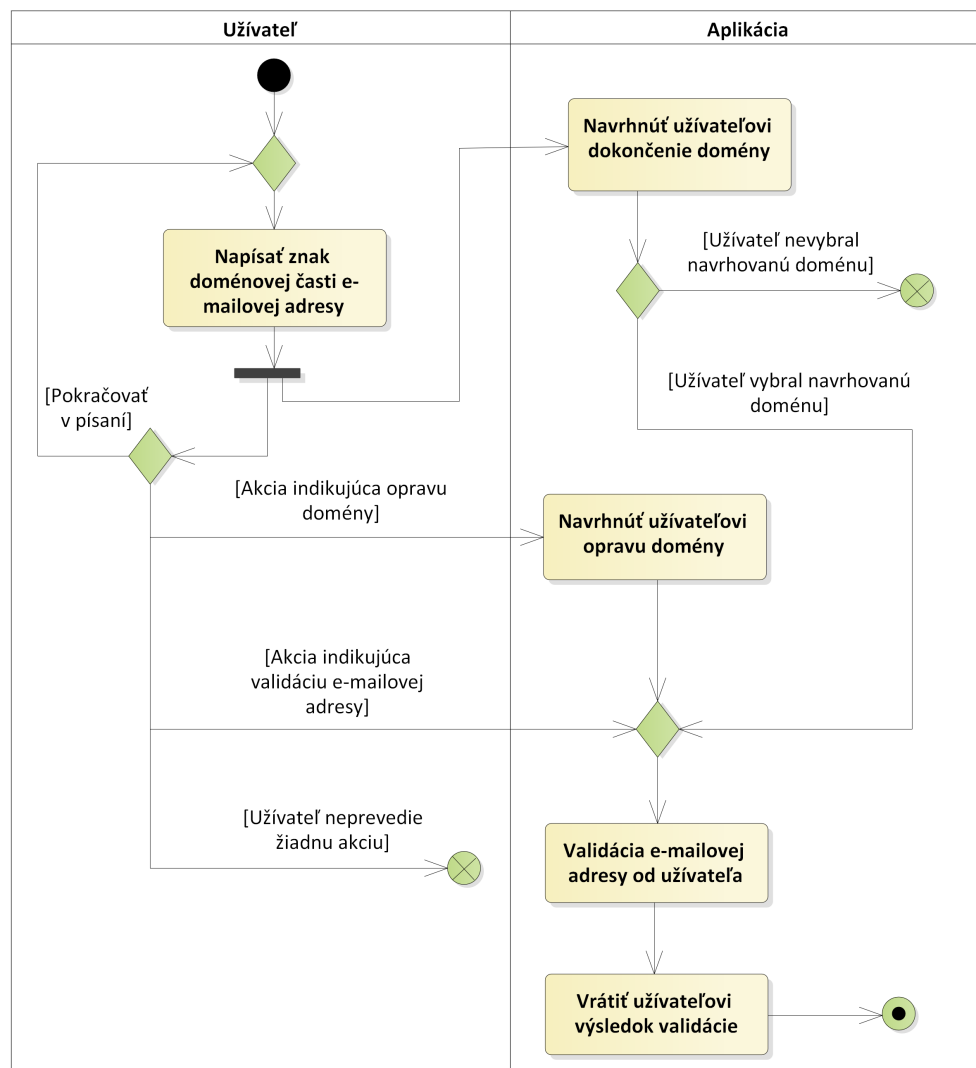 Užívateľ
Aplikácia
Navrhnúť užívateľovi
dokončenie domény
[Užívateľ nevybral
navrhovanú doménu]
Napísať znak
doménovej časti e-
mailovej adresy
[Pokračovať
v písaní]
[Užívateľ vybral navrhovanú
doménu]
[Akcia indikujúca opravu
domény]
Navrhnúť užívateľovi
opravu domény
[Akcia indikujúca
validáciu e-mailovej
adresy]
[Užívateľ neprevedie
žiadnu akciu]
Validácia e-mailovej
adresy od užívateľa
Vrátiť užívateľovi
výsledok validácie